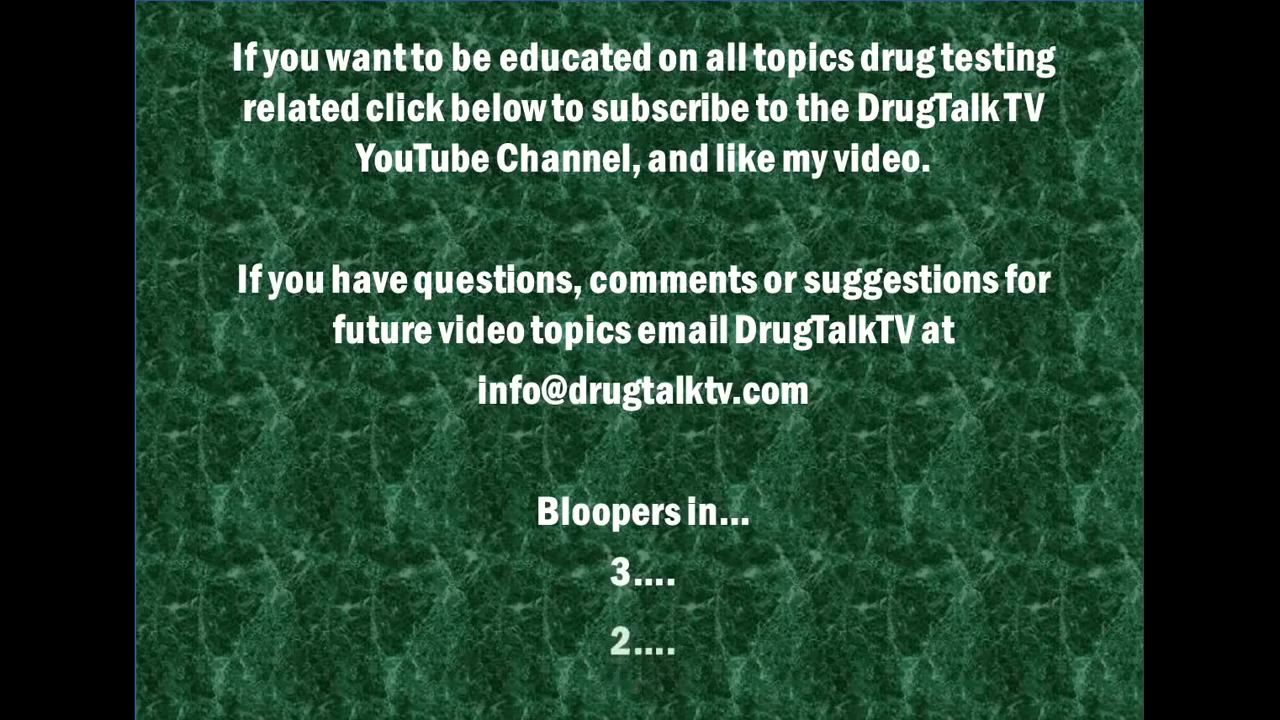 If you want to be educated on all topics drug testing
related click below to subscribe to the DrugTalkTV
YouTube Channel, and like my video.
If you have questions, comments or suggestions for
future video topics email DrugTalkTV at
info@drugtalktv.com
Bloopers in...
3....
2....